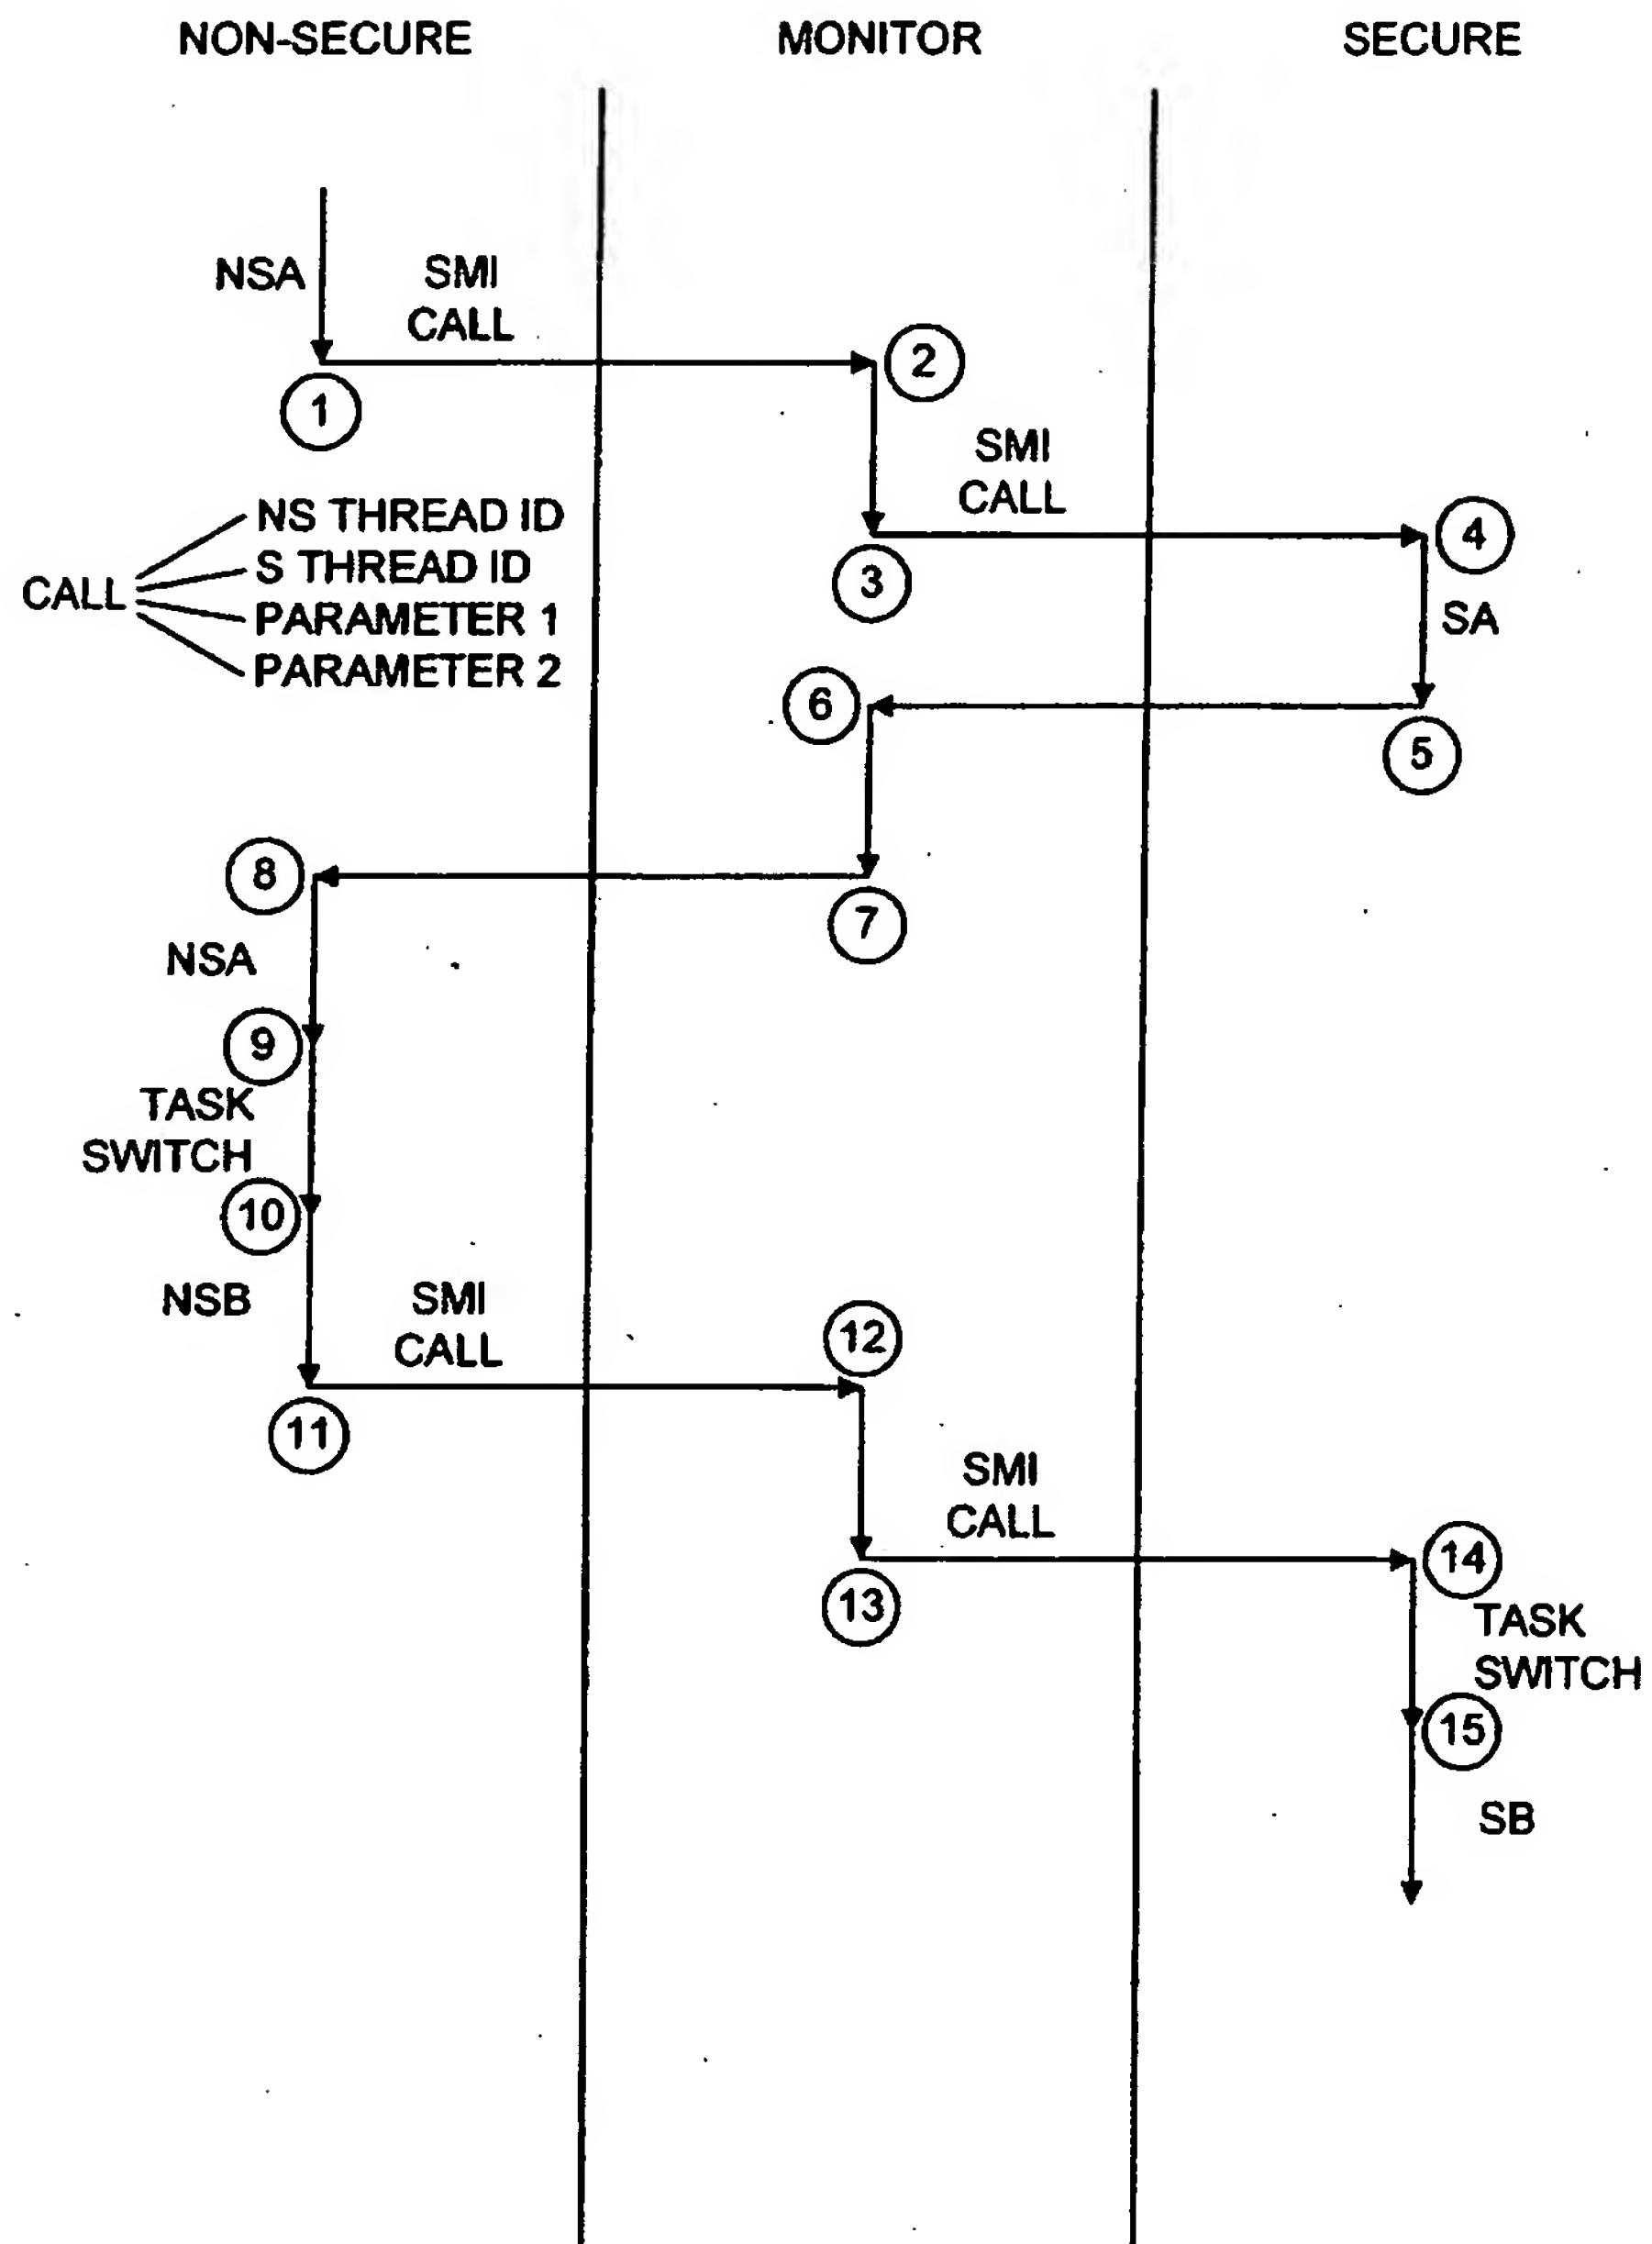 NON-SECURE
MONITOR
SECURE
NSA
SMI
CALL
2
1
SMI
CALL
NS THREAD ID
4
S THREAD ID
3
CALL
PARAMETER 1
SA
PARAMETER 2
6
5
8
7
NSA
9
TASK
SWITCH
10
NSB
SMI
CALL
12
11
SMI
CALL
14
13
TASK
SWITCH
15
SB